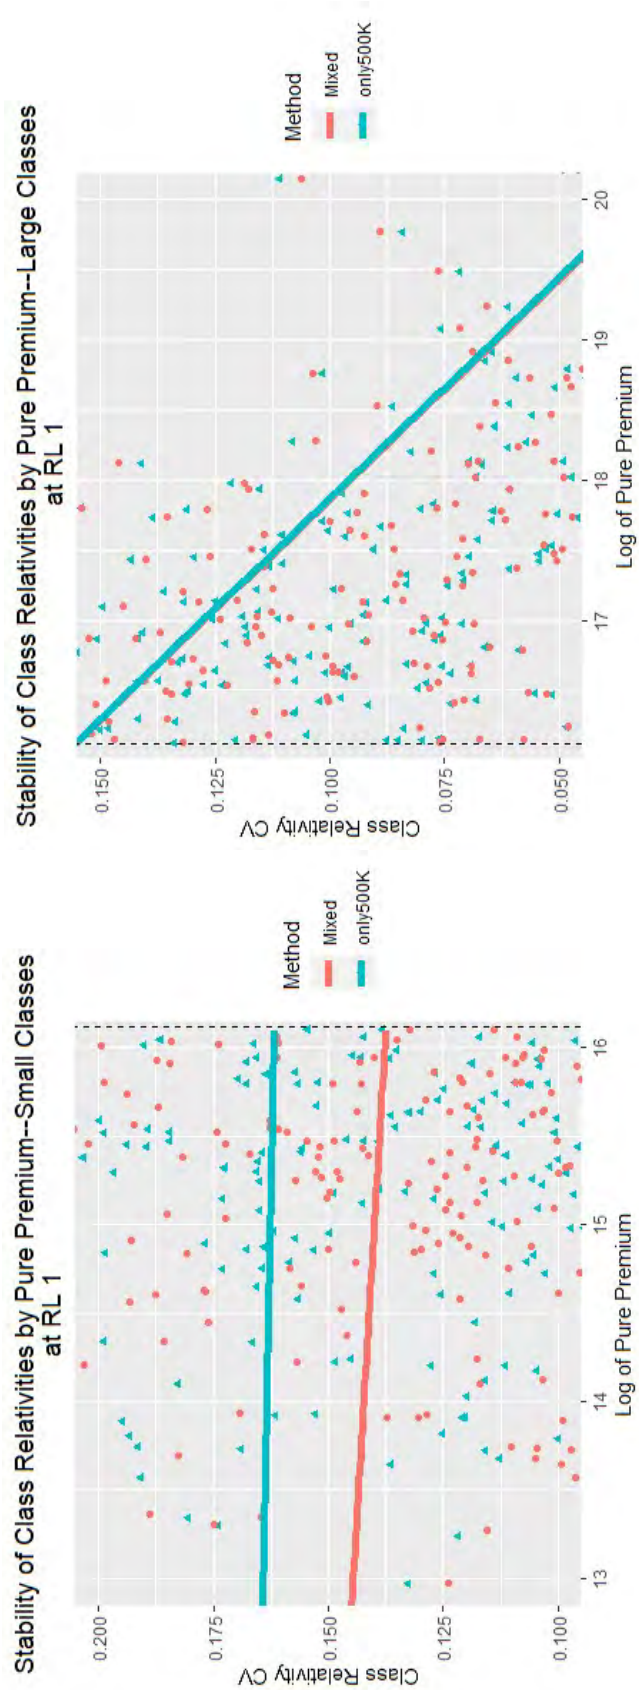 Stability of Class Relativities by Pure Premium--Small Classes
at RL 1
Class Relativity CV
0.200
0.175
0.150
0.125
0.100
13
14
15
16
Log of Pure Premium
Method
Mixed
only500K
Stability of Class Relativities by Pure Premium--Large Classes
at RL 1
Class Relativity CV
0.150
0.125
0.100
0.075
0.050
17
18
19
20
Log of Pure Premium
Method
Mixed
only500K